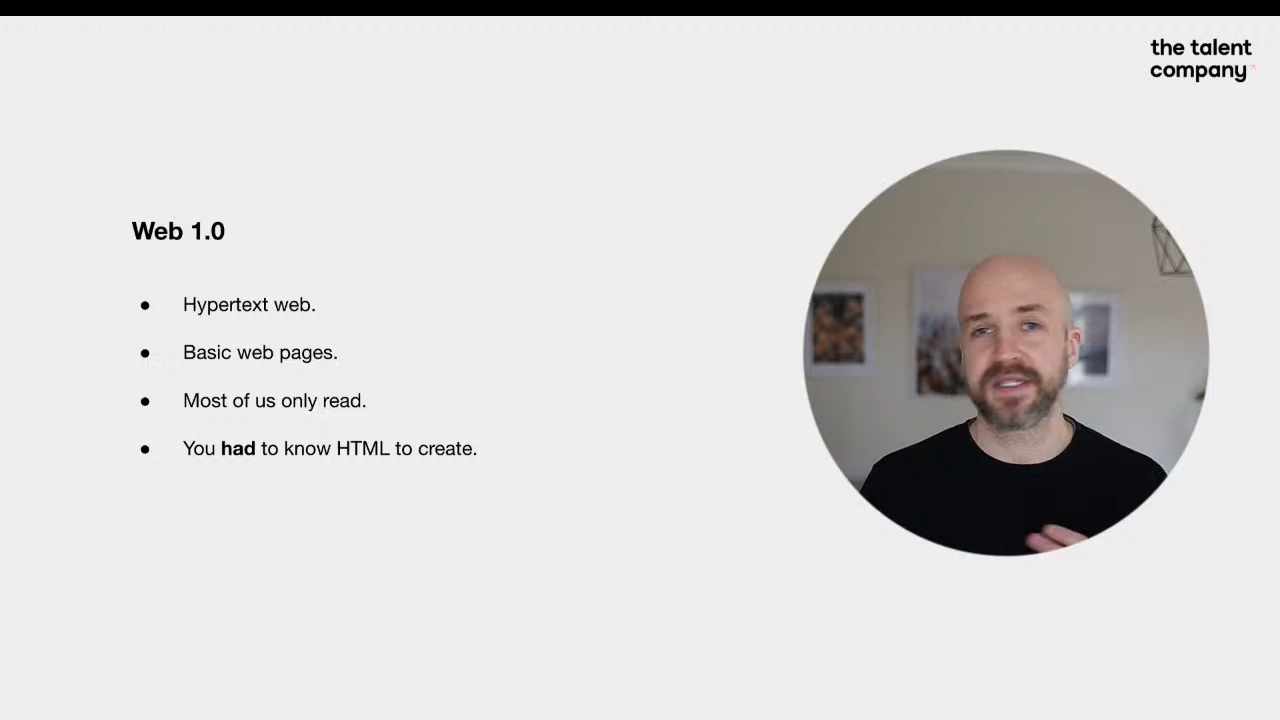 the talent
company*
Web 1.0
● Hypertext web.
● Basic web pages.
● Most of us only read.
● You had to know HTML to create.